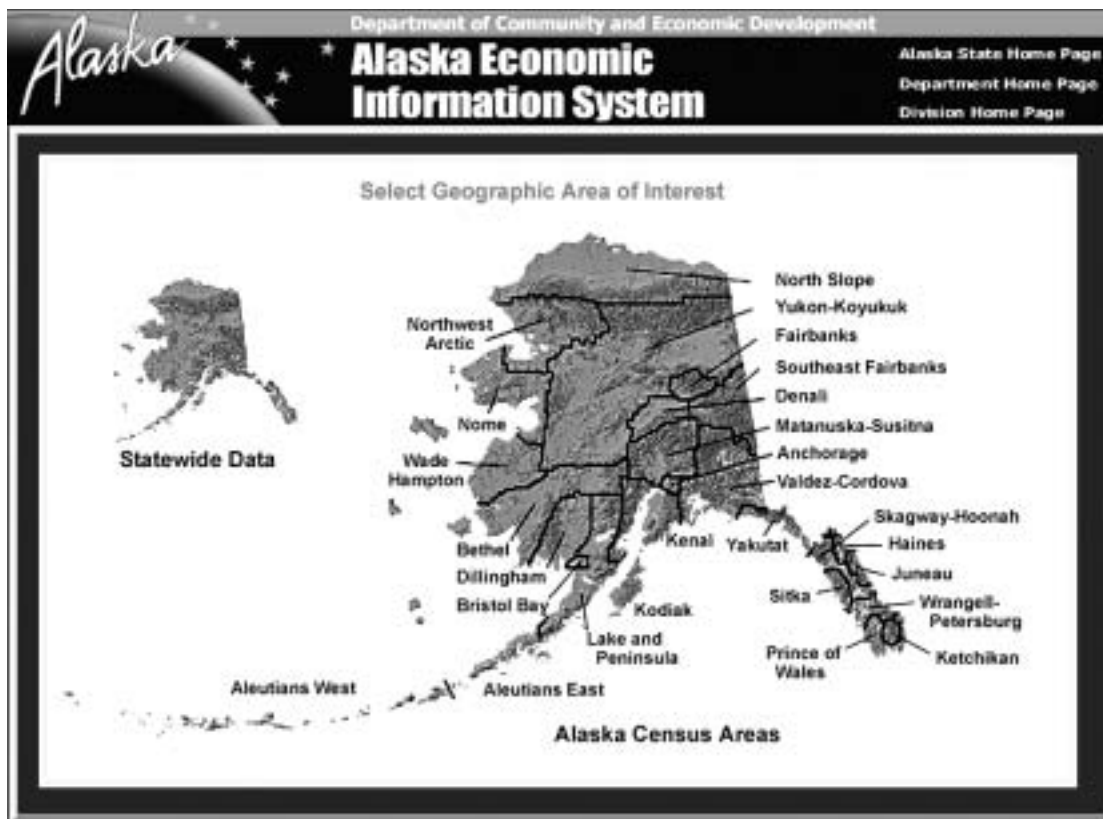 Alaska
Department of Community and Economic Development
Alaska Economic
Information System
Alaska State Home Page
Department Home Page
Division Home Page
Select Geographic Area of Interest
Statewide Data
North Slope
Yukon-Koyukuk
Northwest
Arctic
Fairbanks
Southeast Fairbanks
Denali
Nome
Matanuska-Susitna
Wade
Hampton
Anchorage
Valdez-Cordova
Skagway-Hoonah
Bethel
Kenai
Yakutat
Haines
Dillingham
Juneau
Sitka
Bristol Bay
Kodiak
Wrangell-
Petersburg
Lake and
Peninsula
Prince of
Wales
Ketchikan
Aleutians West
Aleutians East
Alaska Census Areas